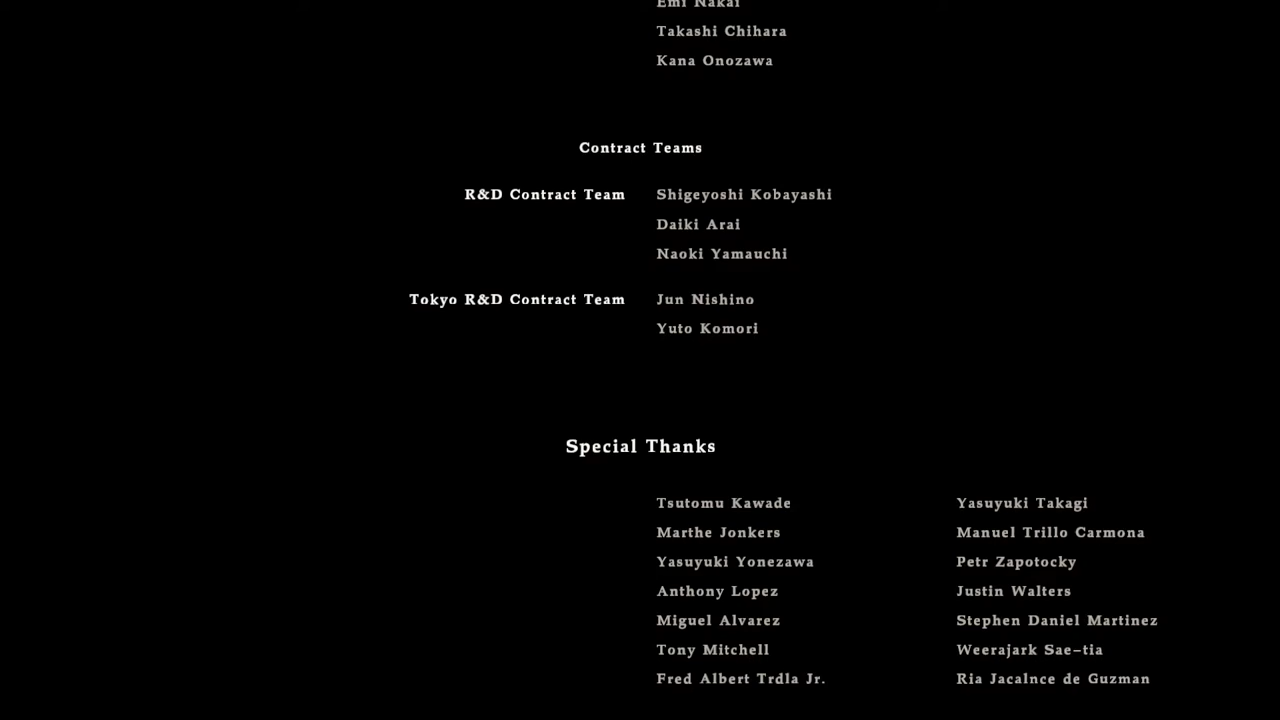 Emi Nakai
Takashi Chihara
Kana Onozawa
Contract Teams
R&D Contract Team Shigeyoshi Kobayashi
Daiki Arai
Naoki Yamauchi
Tokyo R&D Contract Team Jun Nishino
Yuto Komori
Special Thanks
Tsutomu Kawade Yasuyuki Takagi
Marthe Jonkers Manuel Trillo Carmona
Yasuyuki Yonezawa Petr Zapotocky
Anthony Lopez Justin Walters
Miguel Alvarez Stephen Daniel Martinez
Tony Mitchell Weerajark Sae-tia
Fred Albert Trdla Jr. Ria Jacalnce de Guzman